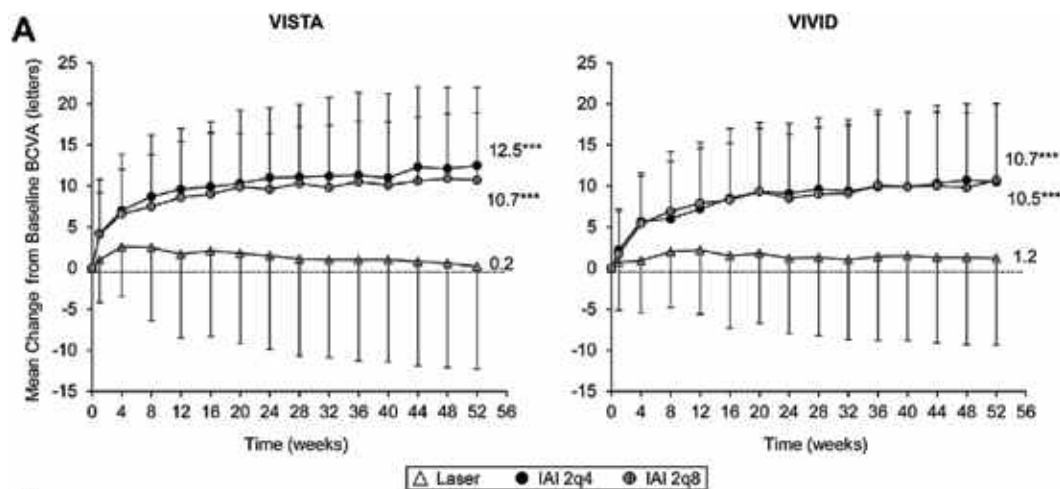 A
VISTA
VIVID
Mean Change from Baseline BCVA (letters)
25
20
15
10
5
0
-5
-10
-15
12.5***
10.7***
0.2
0 4 8 12 16 20 24 28 32 36 40 44 48 52 56
Time (weeks)
25
20
15
10
5
0
-5
-10
-15
10.7***
10.5***
1.2
0 4 8 12 16 20 24 28 32 36 40 44 48 52 56
Time (weeks)
Laser IAI 2q4 IAI 2q8